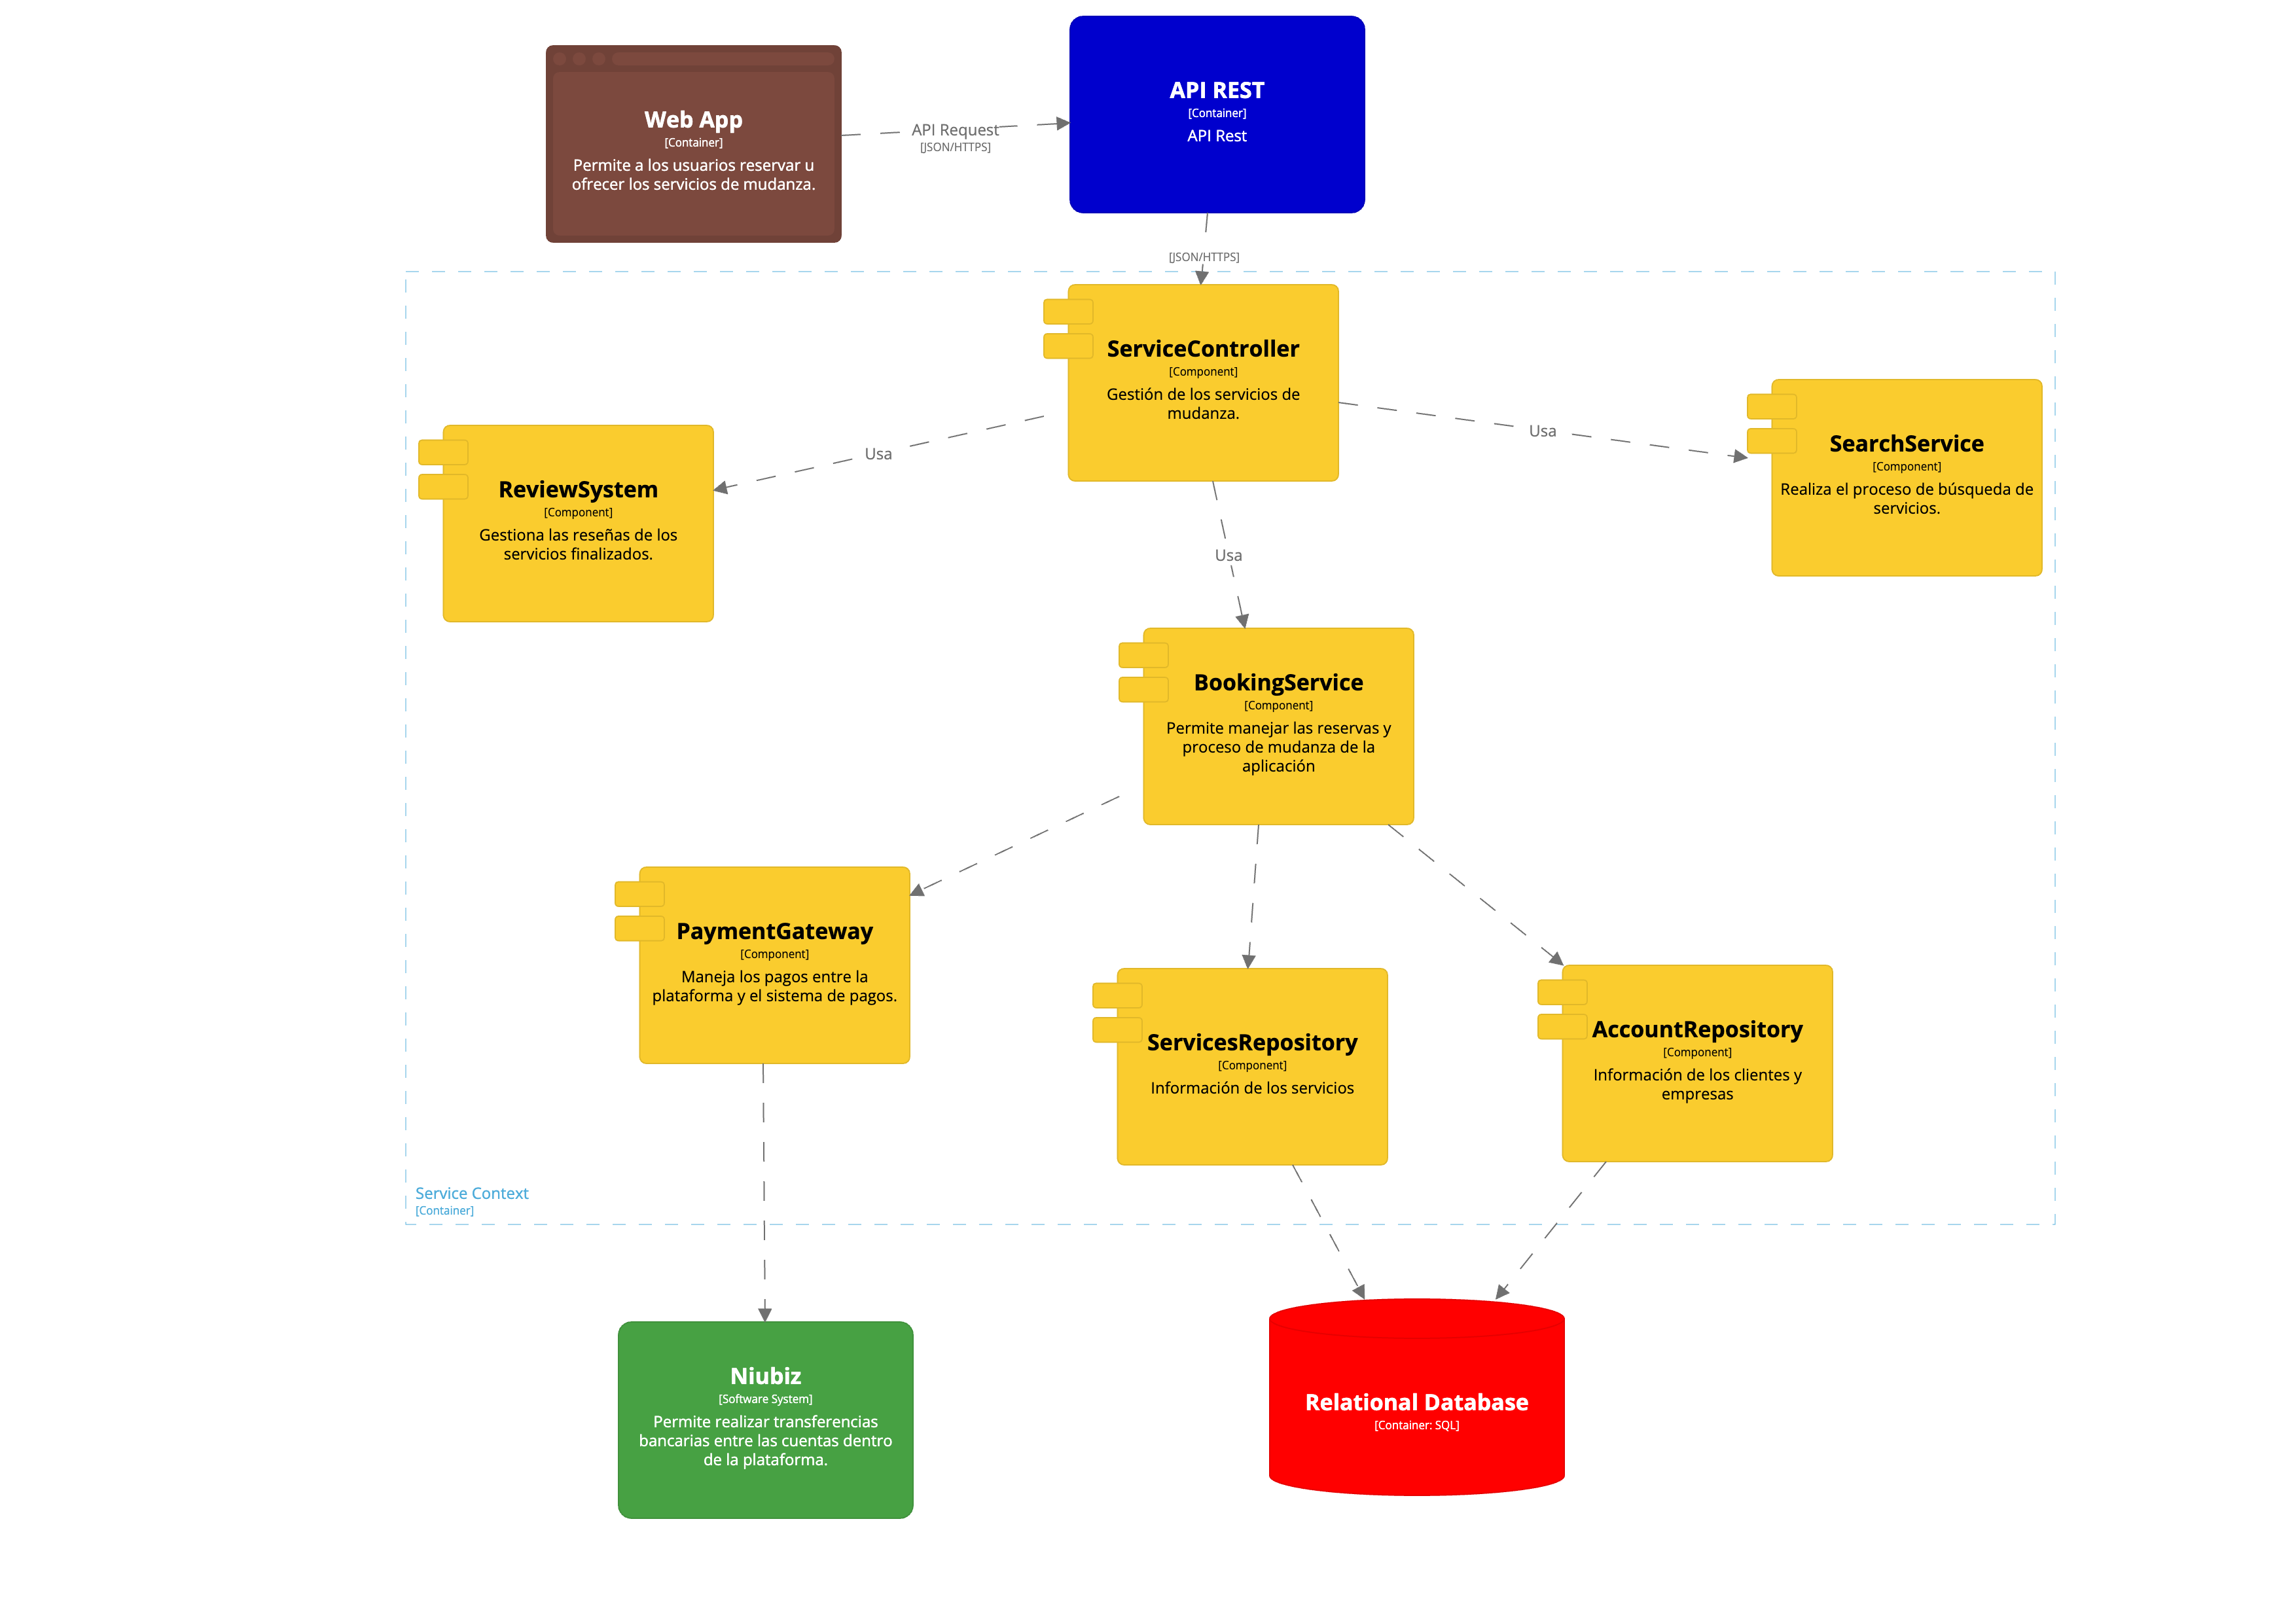 Web App
[Container]
Permite a los usuarios reservar u
ofrecer los servicios de mudanza.
API Request
[JSON/HTTPS]
API REST
[Container]
API Rest
[JSON/HTTPS]
ServiceController
[Component]
Gestión de los servicios de
mudanza.
Usa
Usa
Usa
ReviewSystem
[Component]
Gestiona las reseñas de los
servicios finalizados.
SearchService
[Component]
Realiza el proceso de búsqueda de
servicios.
BookingService
[Component]
Permite manejar las reservas y
proceso de mudanza de la
aplicación
PaymentGateway
[Component]
Maneja los pagos entre la
plataforma y el sistema de pagos.
ServicesRepository
[Component]
Información de los servicios
AccountRepository
[Component]
Información de los clientes y
empresas
Service Context
[Container]
Niubiz
[Software System]
Permite realizar transferencias
bancarias entre las cuentas dentro
de la plataforma.
Relational Database
[Container: SQL]